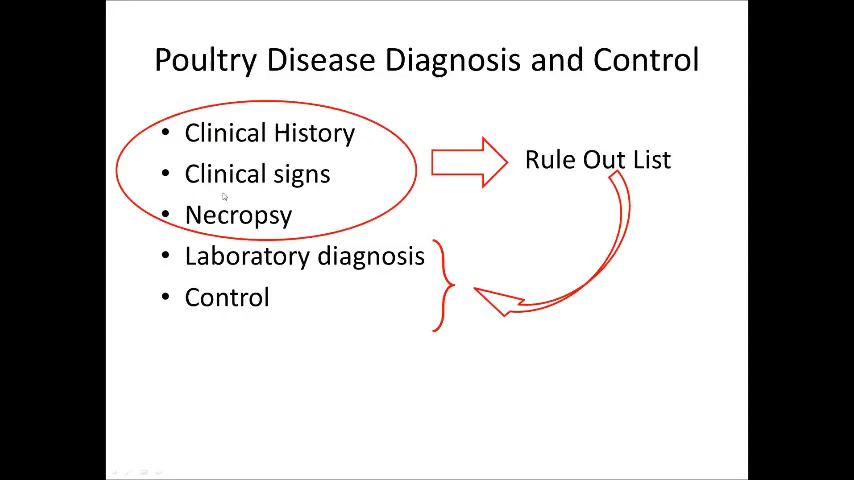 Poultry Disease Diagnosis and Control
• Clinical History
• Clinical signs
• Necropsy
• Laboratory diagnosis
• Control
Rule Out List